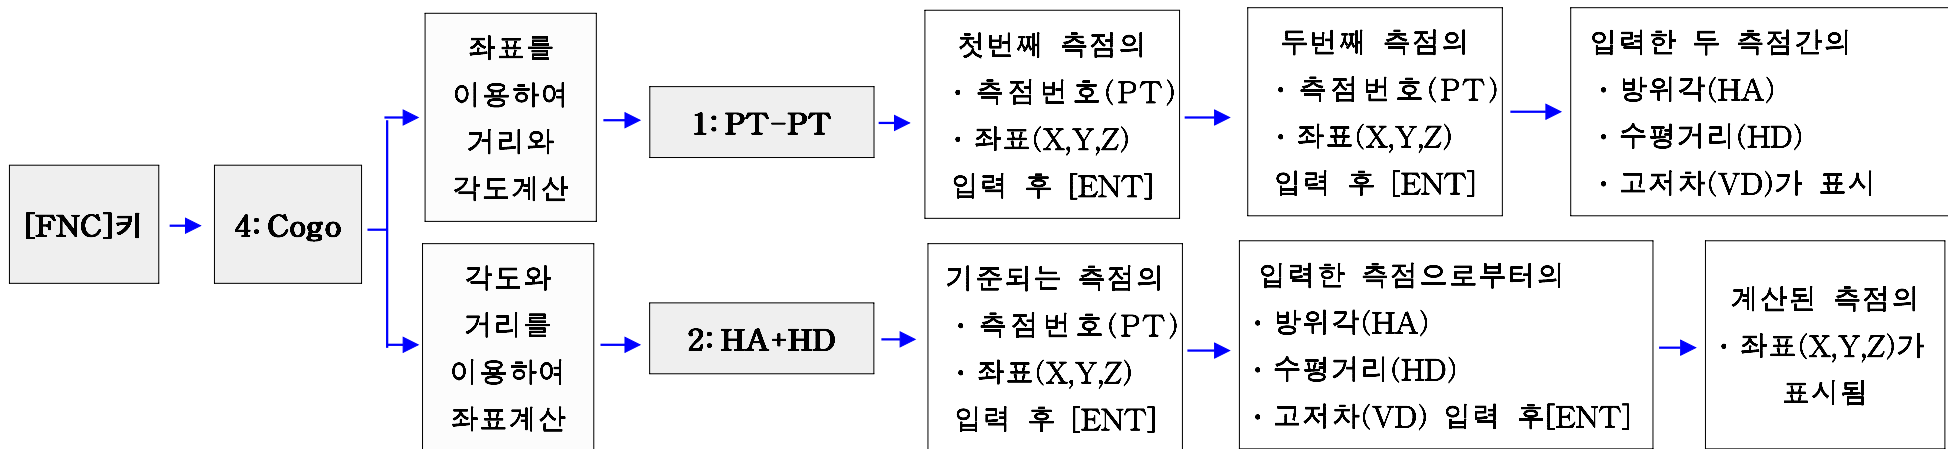 [FNC]키
4: Cogo
좌표를
이용하여
거리와
각도계산
1: PT-PT
첫번째 측점의
· 측점번호(PT)
· 좌표(X,Y,Z)
입력 후 [ENT]
두번째 측점의
· 측점번호(PT)
· 좌표(X,Y,Z)
입력 후 [ENT]
입력한 두 측점간의
· 방위각(HA)
· 수평거리(HD)
· 고저차(VD)가 표시
각도와
거리를
이용하여
좌표계산
2: HA+HD
기준되는 측점의
· 측점번호(PT)
· 좌표(X,Y,Z)
입력 후 [ENT]
입력한 측점으로부터의
· 방위각(HA)
· 수평거리(HD)
· 고저차(VD) 입력 후[ENT]
계산된 측점의
· 좌표(X,Y,Z)가
표시됨